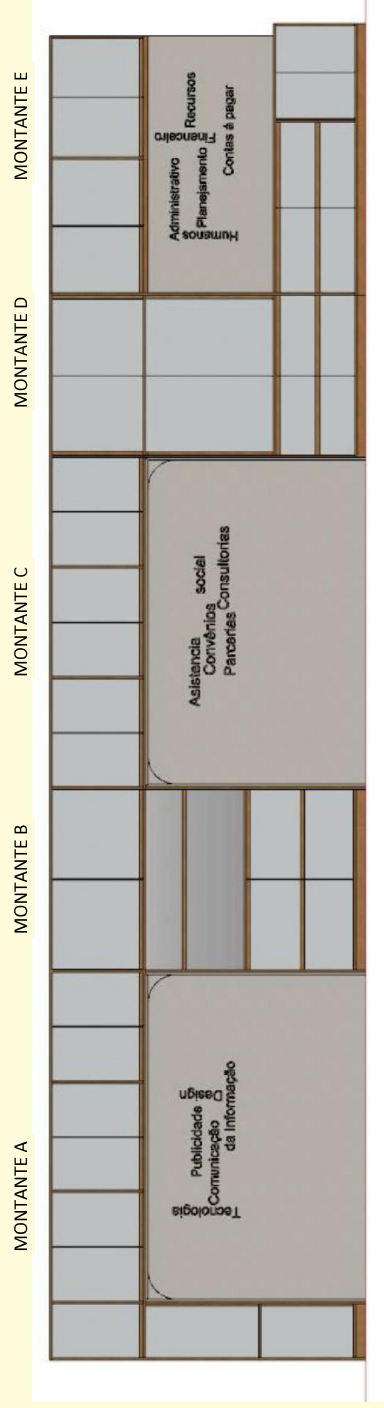 MONTANTE A
MONTANTE B
MONTANTE C
MONTANTE D
MONTANTE E
Tecnologia
Publicidade
Comunicação
da Informação
Design
Asistencia social
Convênios
Parcerias Consultorias
Humanos
Administrativo
Planejamento
Financeiro
Recursos
Contas á pagar